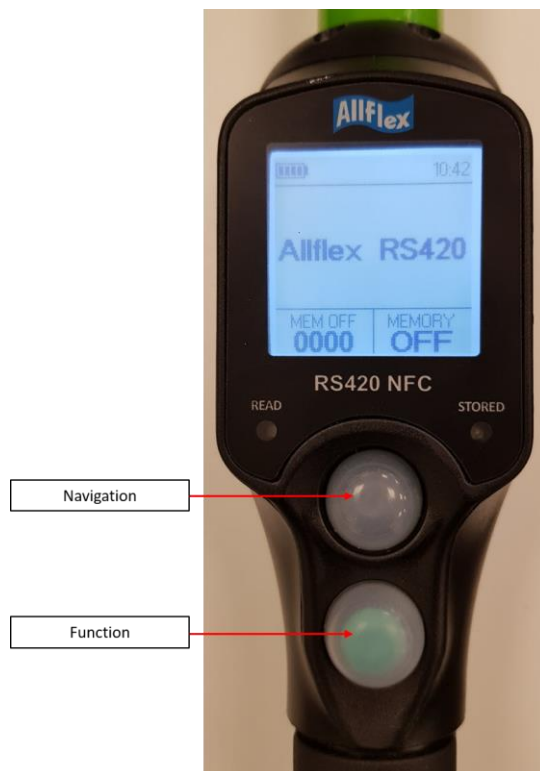 Allflex
10:42
Allflex RS420
MEM OFF MEMORY
0000 OFF
RS420 NFC
READ STORED
Navigation
Function